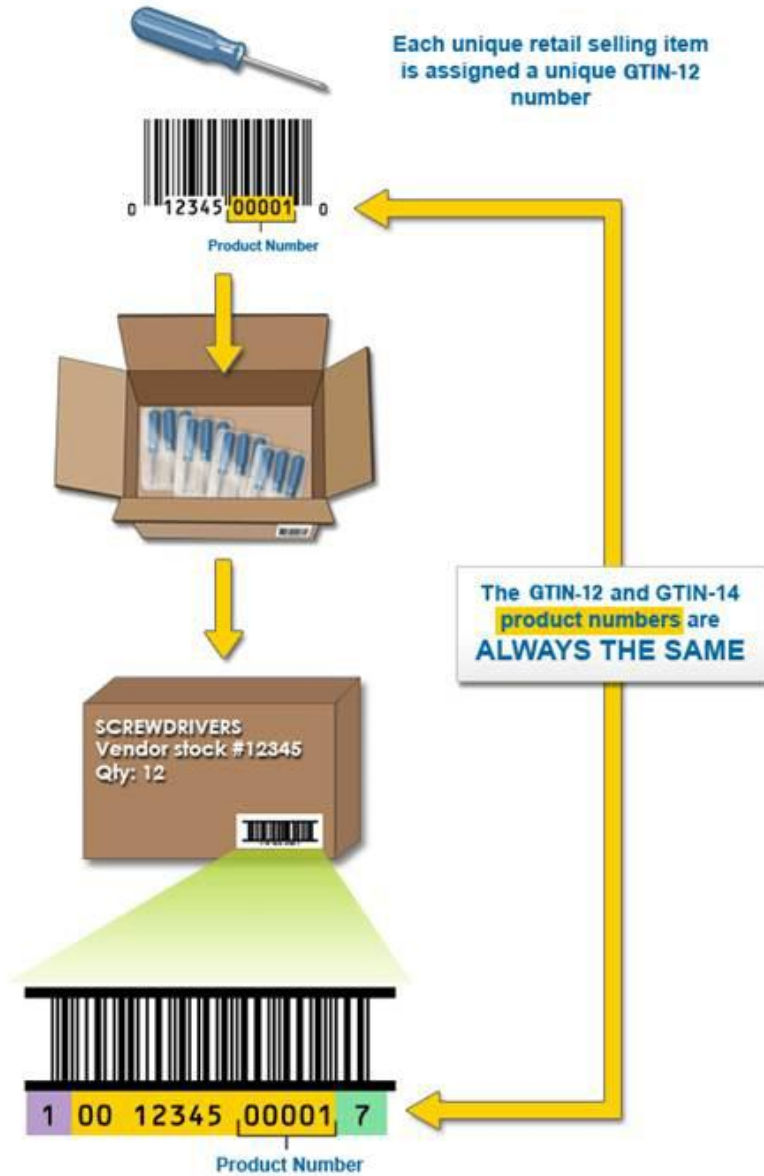 Each unique retail selling item
is assigned a unique GTIN-12
number
0 12345 00001 0
Product Number
SCREWDRIVERS
Vendor stock #12345
Qty: 12
The GTIN-12 and GTIN-14
product numbers are
ALWAYS THE SAME
1 00 12345 00001 7
Product Number